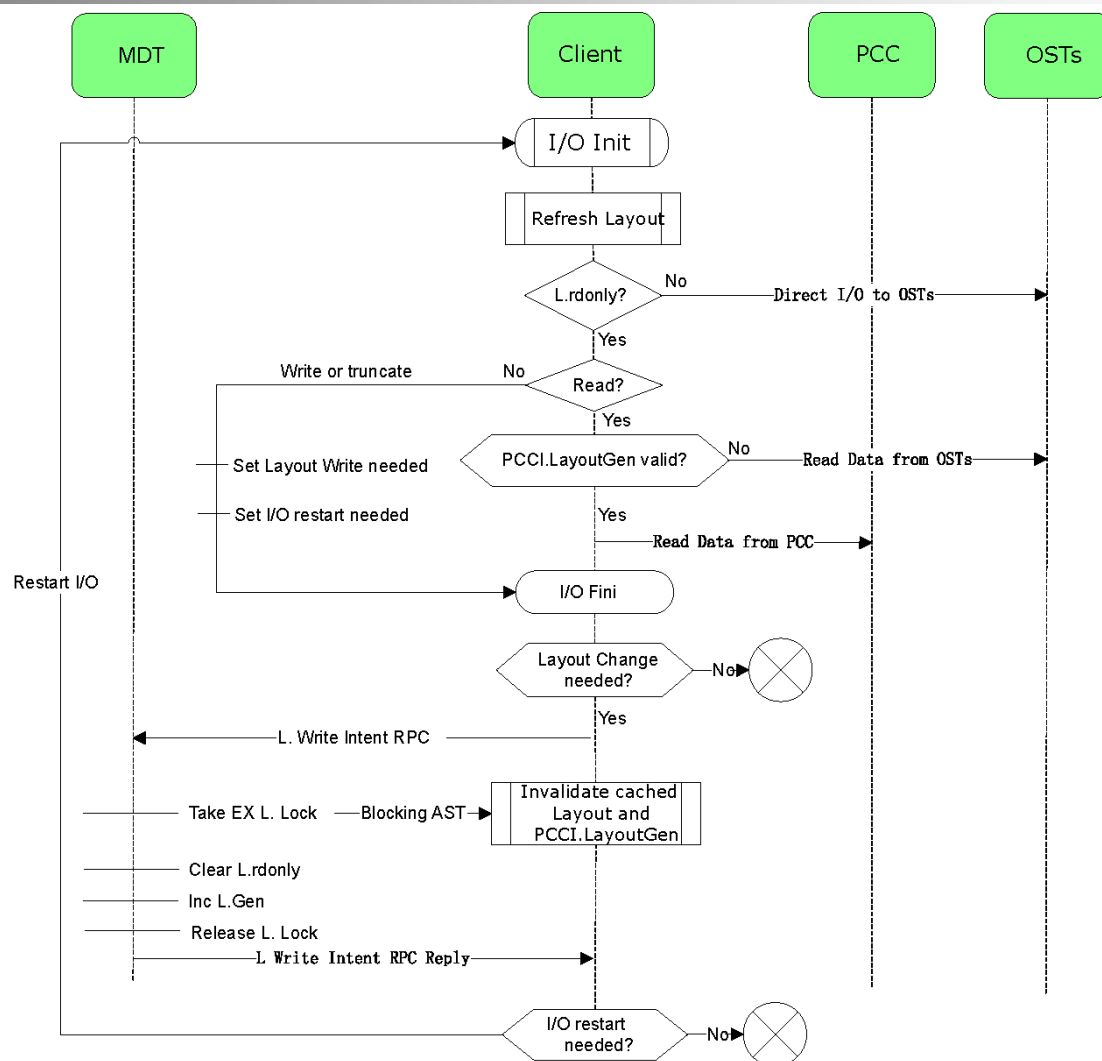 MDT
Client
PCC
OSTs
I/O Init
Refresh Layout
L.rdonly?
No
Direct I/O to OSTs
Yes
Write or truncate
No
Read?
Yes
PCCI.LayoutGen valid?
No
Read Data from OSTs
Set Layout Write needed
Set I/O restart needed
Yes
Read Data from PCC
Restart I/O
I/O Fini
Layout Change
needed?
No
Yes
L. Write Intent RPC
Take EX L. Lock
Blocking AST
Invalidate cached
Layout and
PCCI.LayoutGen
Clear L.rdonly
Inc L.Gen
Release L. Lock
L Write Intent RPC Reply
I/O restart
needed?
No